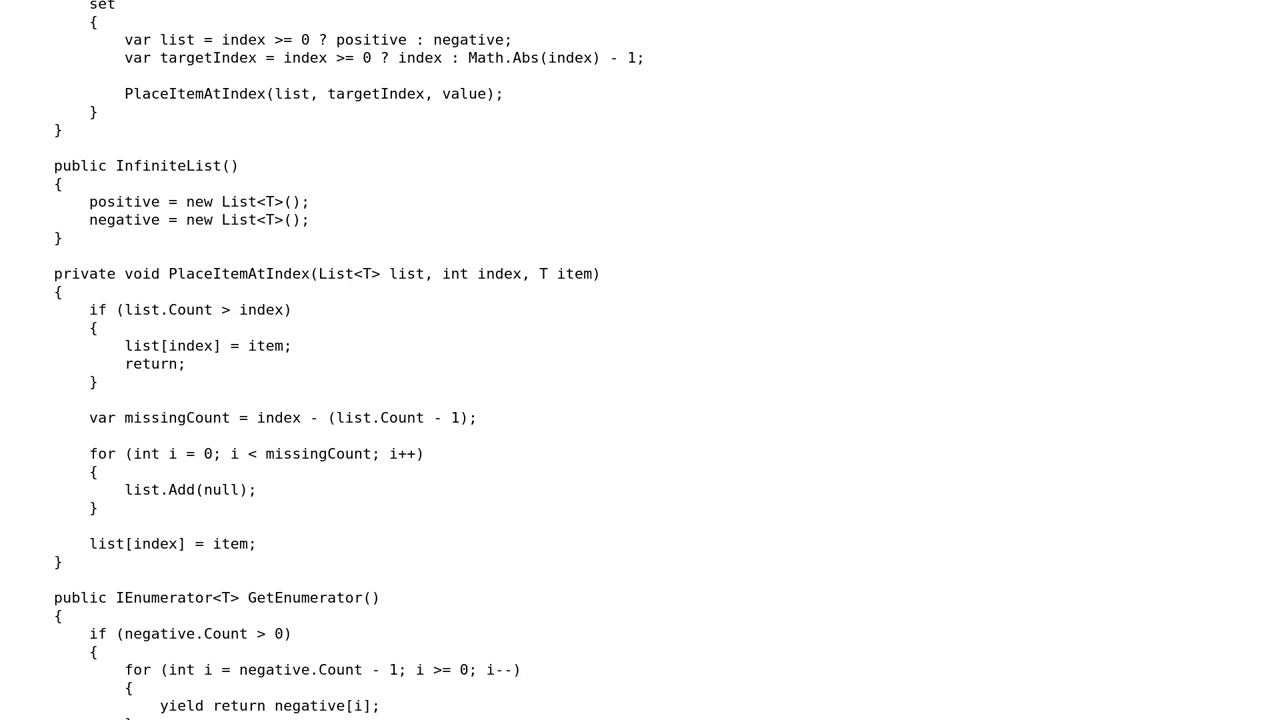 set
{
var list = index >= 0 ? positive : negative;
var targetIndex = index >= 0 ? index : Math.Abs(index) - 1;
PlaceItemAtIndex(list, targetIndex, value);
}
}
public InfiniteList()
{
positive = new List<T>();
negative = new List<T>();
}
private void PlaceItemAtIndex(List<T> list, int index, T item)
{
if (list.Count > index)
{
list[index] = item;
return;
}
var missingCount = index - (list.Count - 1);
for (int i = 0; i < missingCount; i++)
{
list.Add(null);
}
list[index] = item;
}
public IEnumerator<T> GetEnumerator()
{
if (negative.Count > 0)
{
for (int i = negative.Count - 1; i >= 0; i--)
{
yield return negative[i];
}